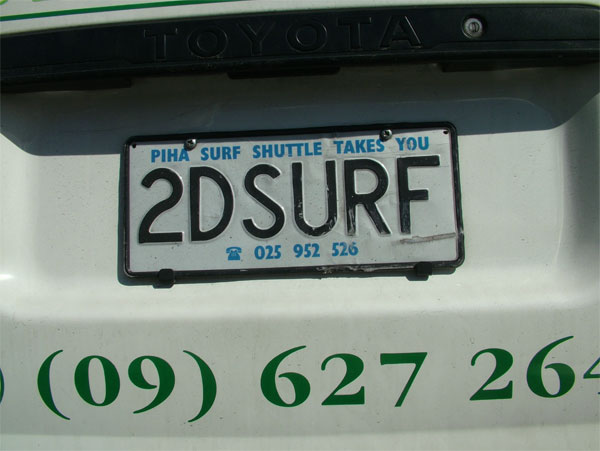 TOYOTA
PIHA SURF SHUTTLE TAKES YOU
2DSURF
☎ 025 952 526
) (09) 627 264